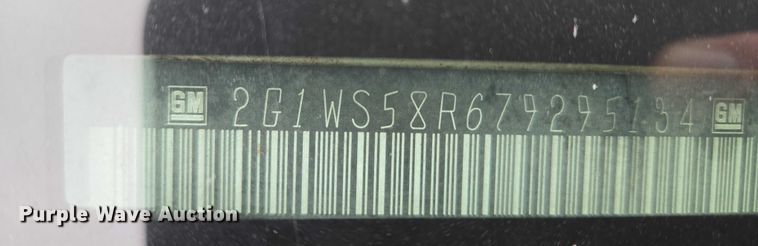 GM 2G1WS58R679295134 GM
Purple Wave Auction